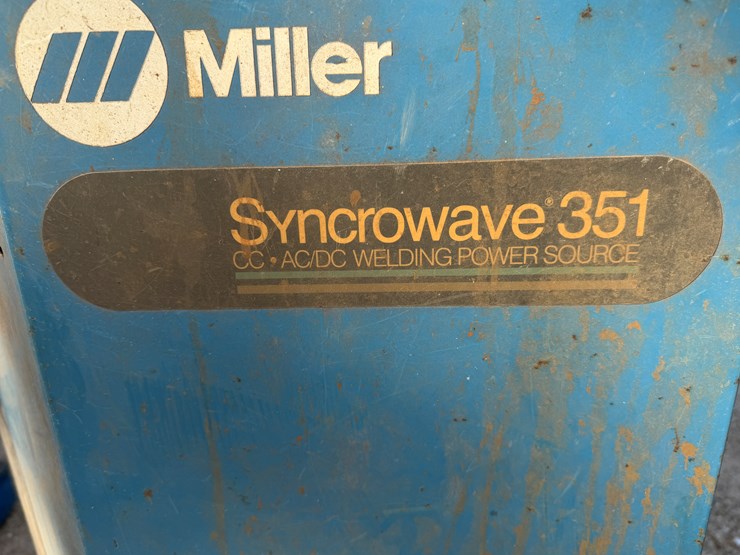 Miller
Syncrowave® 351
CC • AC/DC WELDING POWER SOURCE